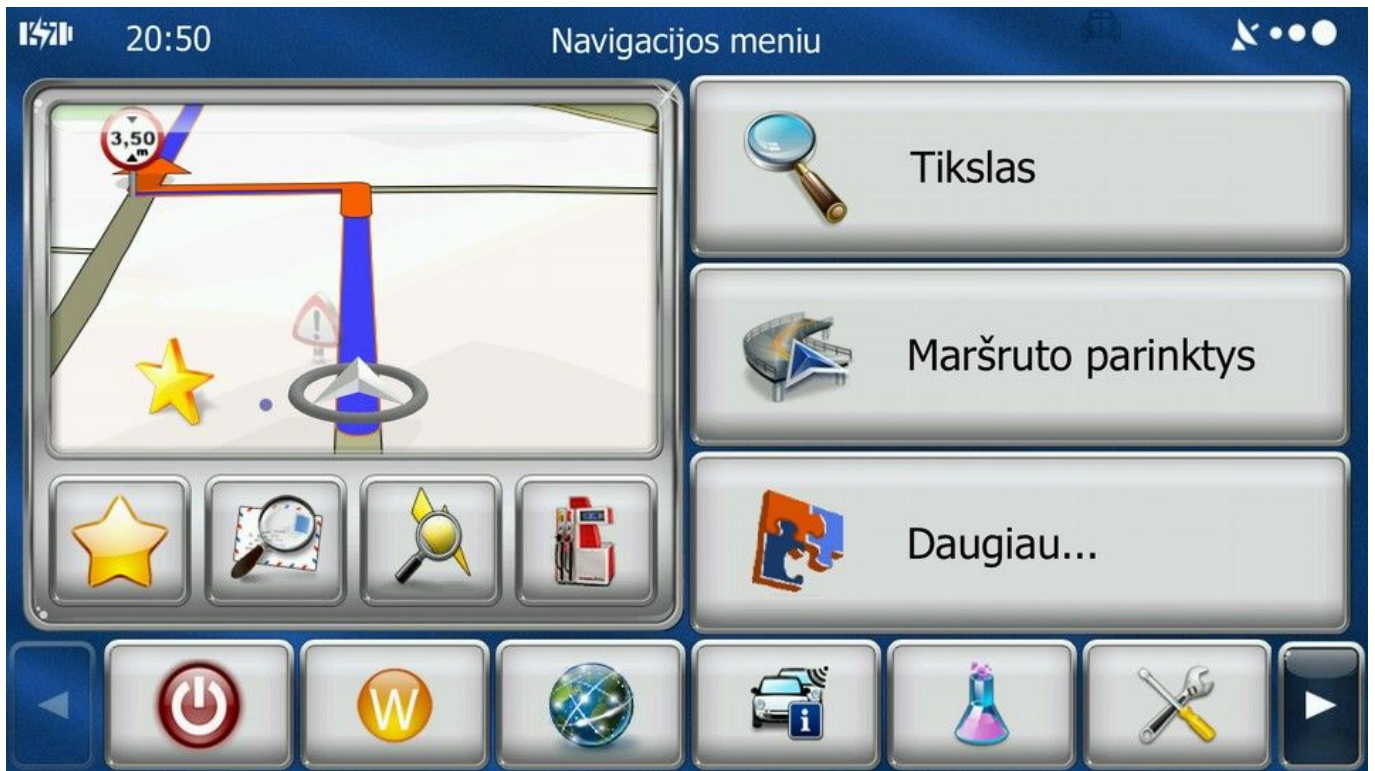 20:50
Navigacijos meniu
3,50
m
Tikslas
Maršruto parinktys
Daugiau...
W
i